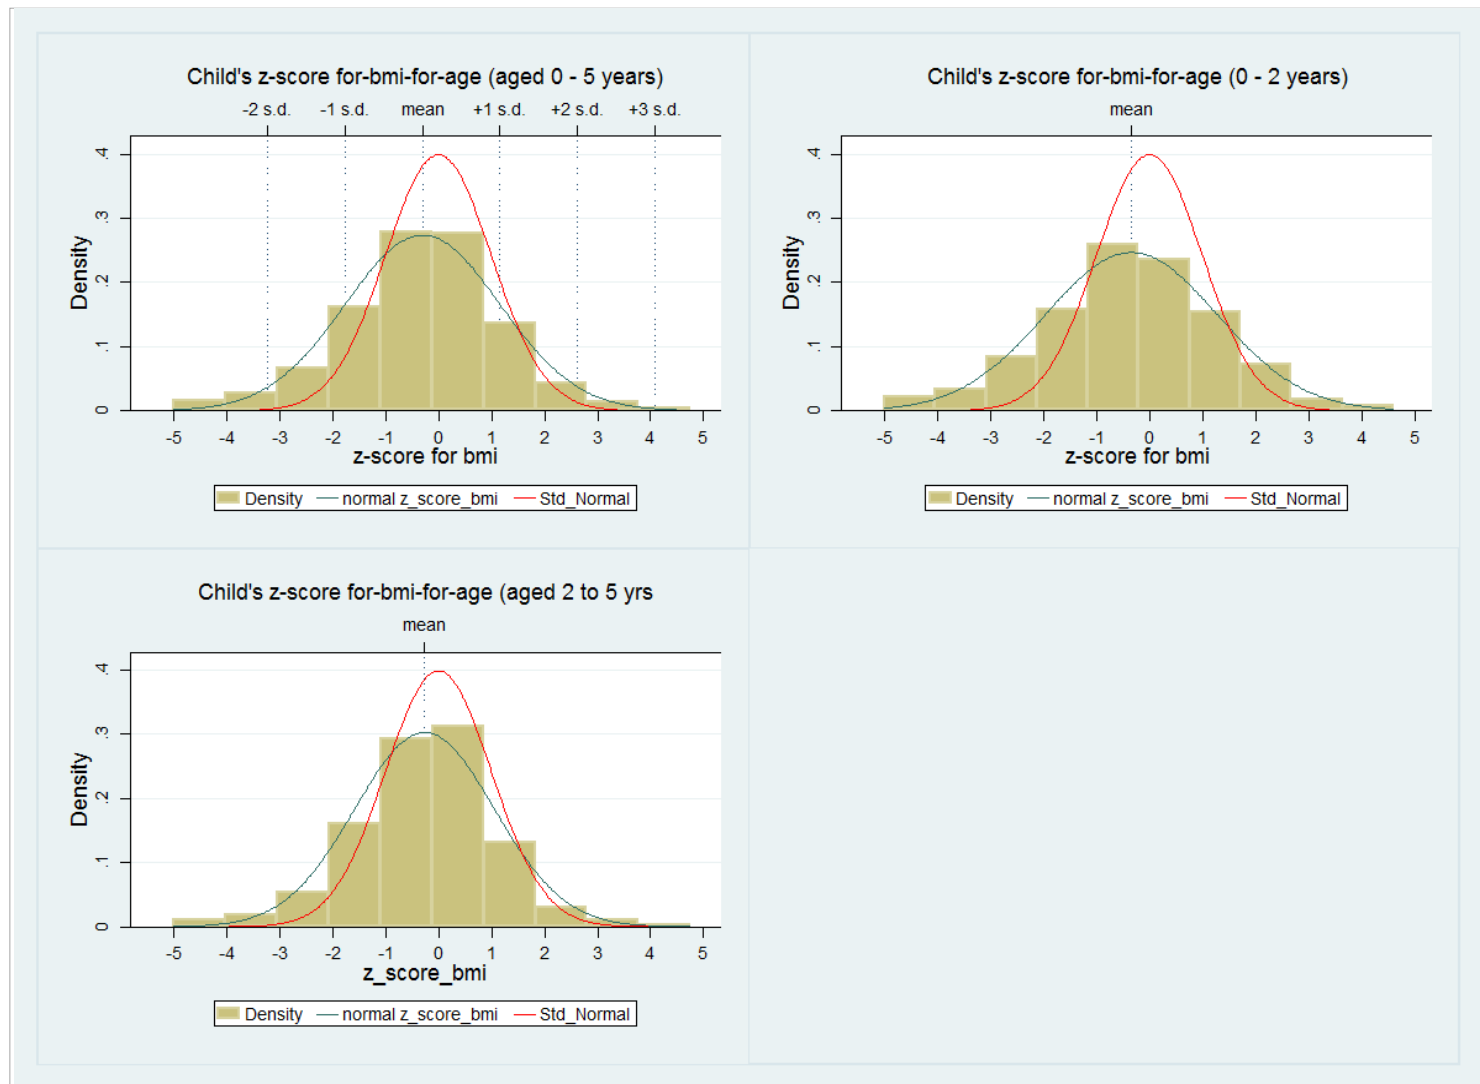 Child's z-score for-bmi-for-age (aged 0 - 5 years)
-2 s.d. -1 s.d. mean +1 s.d. +2 s.d. +3 s.d.
Density
.4
.3
.2
.1
0
-5 -4 -3 -2 -1 0 1 2 3 4 5
z-score for bmi
Density normal z_score_bmi Std_Normal
Child's z-score for-bmi-for-age (0 - 2 years)
mean
Density
.4
.3
.2
.1
0
-5 -4 -3 -2 -1 0 1 2 3 4 5
z-score for bmi
Density normal z_score_bmi Std_Normal
Child's z-score for-bmi-for-age (aged 2 to 5 yrs
mean
Density
.4
.3
.2
.1
0
-5 -4 -3 -2 -1 0 1 2 3 4 5
z_score_bmi
Density normal z_score_bmi Std_Normal